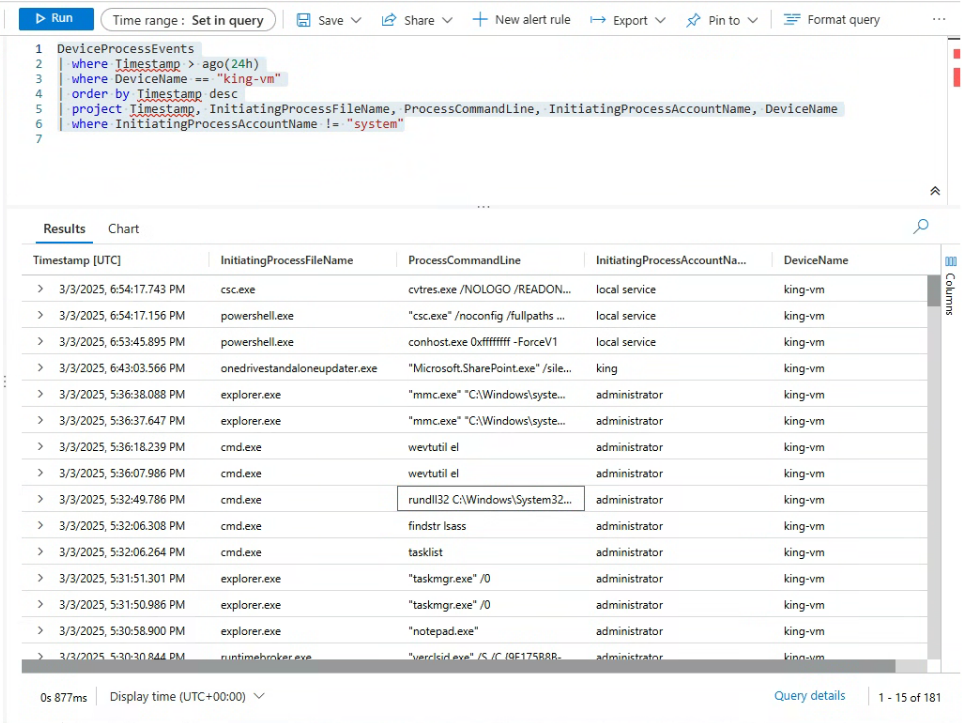 Run Time range : Set in query Save Share New alert rule Export Pin to Format query ...
1 DeviceProcessEvents
2 | where Timestamp > ago(24h)
3 | where DeviceName == "king-vm"
4 | order by Timestamp desc
5 | project Timestamp, InitiatingProcessFileName, ProcessCommandLine, InitiatingProcessAccountName, DeviceName
6 | where InitiatingProcessAccountName != "system"
7
...
Results Chart
Timestamp [UTC] InitiatingProcessFileName ProcessCommandLine InitiatingProcessAccountNa... DeviceName
Columns
3/3/2025, 6:54:17.743 PM csc.exe cvtres.exe /NOLOGO /READON... local service king-vm
3/3/2025, 6:54:17.156 PM powershell.exe "csc.exe" /noconfig /fullpaths ... local service king-vm
3/3/2025, 6:53:45.895 PM powershell.exe conhost.exe 0xffffffff -ForceV1 local service king-vm
3/3/2025, 6:43:03.566 PM onedrivestandaloneupdater.exe "Microsoft.SharePoint.exe" /sile... king king-vm
3/3/2025, 5:36:38.088 PM explorer.exe "mmc.exe" "C:\Windows\syste... administrator king-vm
3/3/2025, 5:36:37.647 PM explorer.exe "mmc.exe" "C:\Windows\syste... administrator king-vm
3/3/2025, 5:36:18.239 PM cmd.exe wevtutil el administrator king-vm
3/3/2025, 5:36:07.986 PM cmd.exe wevtutil el administrator king-vm
3/3/2025, 5:32:49.786 PM cmd.exe rundll32 C:\Windows\System32... administrator king-vm
3/3/2025, 5:32:06.308 PM cmd.exe findstr lsass administrator king-vm
3/3/2025, 5:32:06.264 PM cmd.exe tasklist administrator king-vm
3/3/2025, 5:31:51.301 PM explorer.exe "taskmgr.exe" /0 administrator king-vm
3/3/2025, 5:31:50.986 PM explorer.exe "taskmgr.exe" /0 administrator king-vm
3/3/2025, 5:30:58.900 PM explorer.exe "notepad.exe" administrator king-vm
3/3/2025, 5:30:30.844 PM runtimebroker.exe "verclsid.exe" /S /C {9F175B8B- administrator king-vm
0s 877ms Display time (UTC+00:00) Query details 1 - 15 of 181